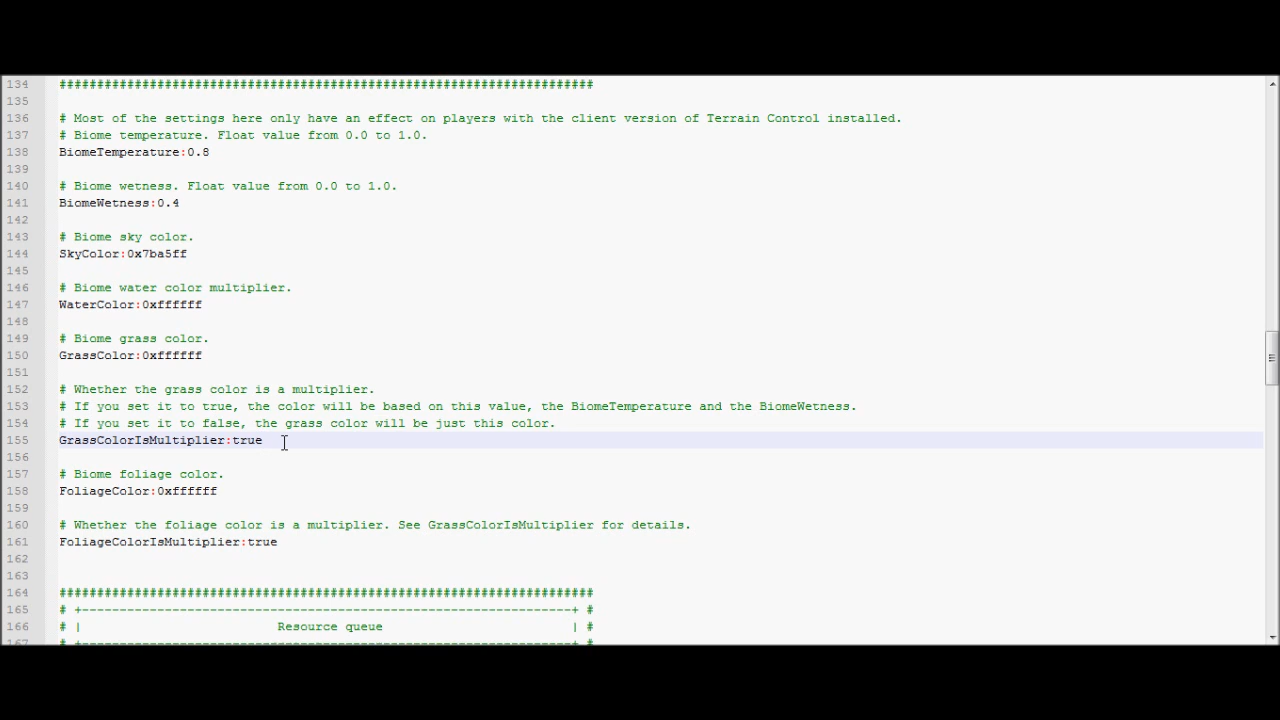 134 #######################################################################
135
136 # Most of the settings here only have an effect on players with the client version of Terrain Control installed.
137 # Biome temperature. Float value from 0.0 to 1.0.
138 BiomeTemperature:0.8
139
140 # Biome wetness. Float value from 0.0 to 1.0.
141 BiomeWetness:0.4
142
143 # Biome sky color.
144 SkyColor:0x7ba5ff
145
146 # Biome water color multiplier.
147 WaterColor:0xffffff
148
149 # Biome grass color.
150 GrassColor:0xffffff
151
152 # Whether the grass color is a multiplier.
153 # If you set it to true, the color will be based on this value, the BiomeTemperature and the BiomeWetness.
154 # If you set it to false, the grass color will be just this color.
155 GrassColorIsMultiplier:true
156
157 # Biome foliage color.
158 FoliageColor:0xffffff
159
160 # Whether the foliage color is a multiplier. See GrassColorIsMultiplier for details.
161 FoliageColorIsMultiplier:true
162
163
164 #######################################################################
165 # +-----------------------------------------------------------------+ #
166 # | Resource queue | #
167 # +-----------------------------------------------------------------+ #